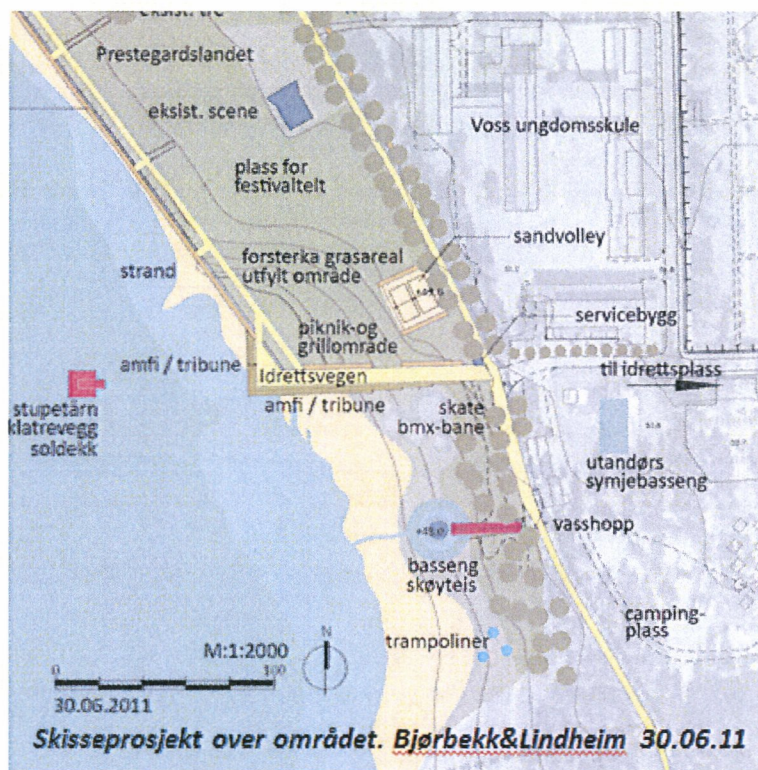 eksist. tre
Prestegardslandet
eksist. scene
Voss ungdomsskule
plass for
festivaltelt
sandvolley
forsterka grasareal
utfylt område
strand
servicebygg
piknik-og
grillområde
amfi / tribune
Idrettsvegen
til idrettsplass
amfi / tribune
stupetårn
klatrevegg
soldekk
skate
bmx-bane
utandørs
symjebasseng
vasshopp
basseng
skøyteis
camping-
plass
trampoliner
M:1:2000
N
0 100
30.06.2011
Skisseprosjekt over området. Bjørbekk&Lindheim 30.06.11